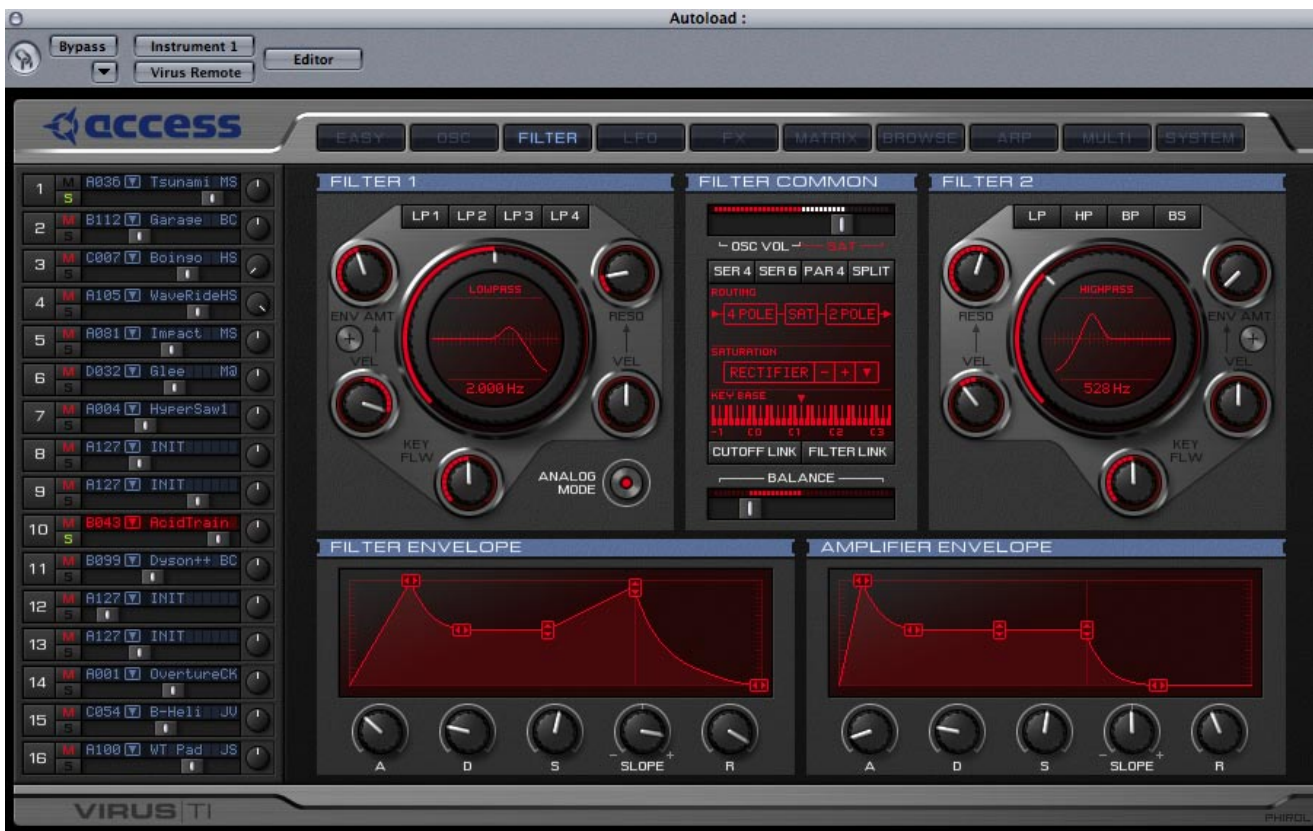 Autoload :
Bypass
Instrument 1
Virus Remote
Editor
access
EASY OSC FILTER LFO FX MATRIX BROWSE ARP MULTI SYSTEM
1 M S A036 Tsunami MS
2 M S B112 Garage BC
3 M S C007 Boingo HS
4 M S A105 WaveRideHS
5 M S A081 Impact MS
6 M S D032 Glee M@
7 M S A004 HyperSaw1
8 M S A127 INIT
9 M S A127 INIT
10 M S B043 AcidTrain
11 M S B099 Dyson++ BC
12 M S A127 INIT
13 M S A127 INIT
14 M S A001 OvertureCK
15 M S C054 B-Heli JV
16 M S A100 WT Pad JS
FILTER 1
LP1 LP2 LP3 LP4
LOWPASS
2.000 Hz
ENV AMT
VEL
RESO
VEL
KEY
FLW
ANALOG
MODE
FILTER COMMON
OSC VOL SAT
SER 4 SER 6 PAR 4 SPLIT
ROUTING
4 POLE SAT 2 POLE
SATURATION
RECTIFIER - +
KEY BASE
-1 C0 C1 C2 C3
CUTOFF LINK FILTER LINK
BALANCE
FILTER 2
LP HP BP BS
HIGHPASS
528 Hz
RESO
VEL
ENV AMT
VEL
KEY
FLW
FILTER ENVELOPE
A D S - SLOPE + R
AMPLIFIER ENVELOPE
A D S - SLOPE + R
VIRUS TI